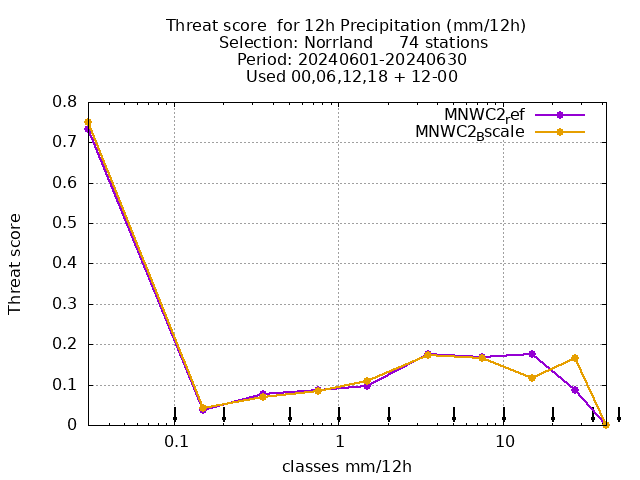 Threat score  for 12h Precipitation (mm/12h)
Selection: Norrland     74 stations
Period: 20240601-20240630
Used 00,06,12,18 + 12-00
MNWC2ref
MNWC2Bscale
0.8
0.7
0.6
0.5
0.4
0.3
0.2
0.1
0
Threat score
0.1
1
10
classes mm/12h